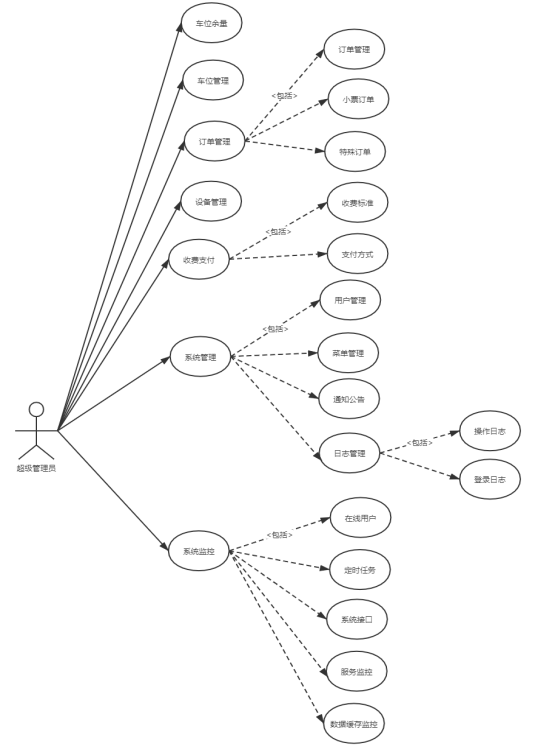 车位余量
车位管理
订单管理
<包括>
订单管理
小票订单
特殊订单
设备管理
收费支付
<包括>
收费标准
支付方式
系统管理
<包括>
用户管理
菜单管理
通知公告
日志管理
<包括>
操作日志
登录日志
超级管理员
系统监控
<包括>
在线用户
定时任务
系统接口
服务监控
数据缓存监控